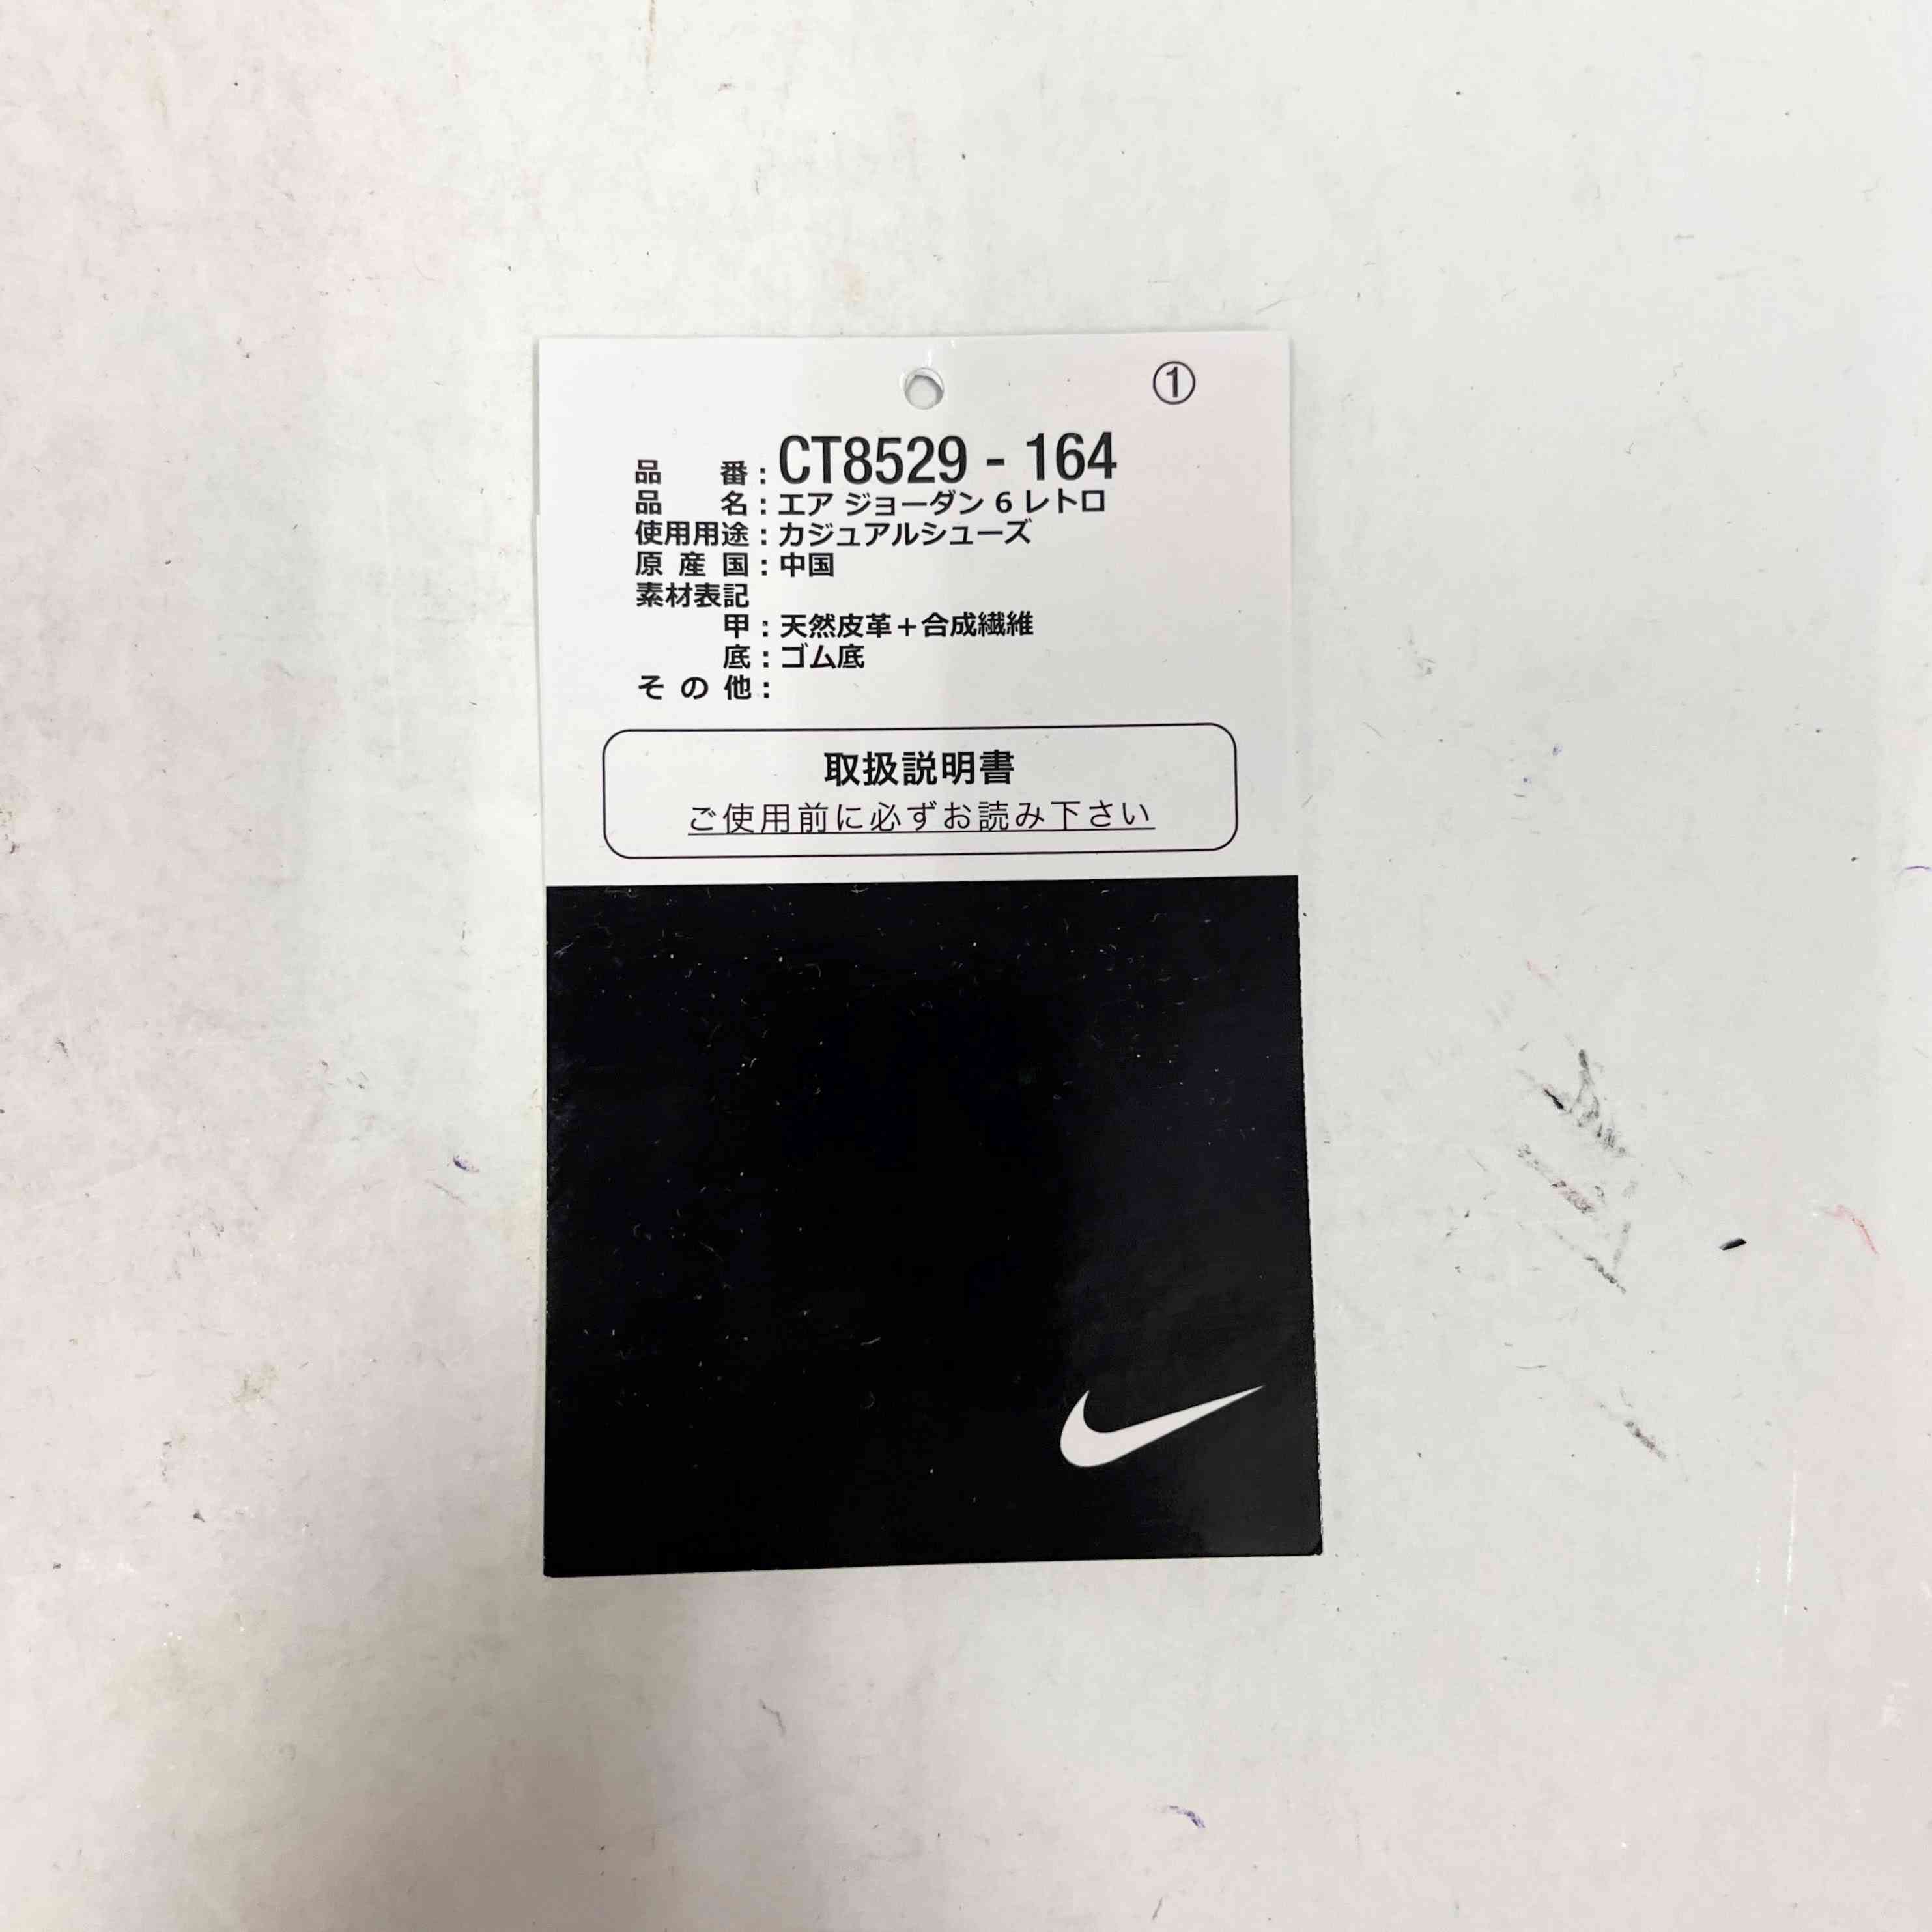 ①
品番：CT8529 - 164
品名：エア ジョーダン 6 レトロ
使用用途：カジュアルシューズ
原産国：中国
素材表記
甲：天然皮革＋合成繊維
底：ゴム底
その他：
取扱説明書
ご使用前に必ずお読み下さい